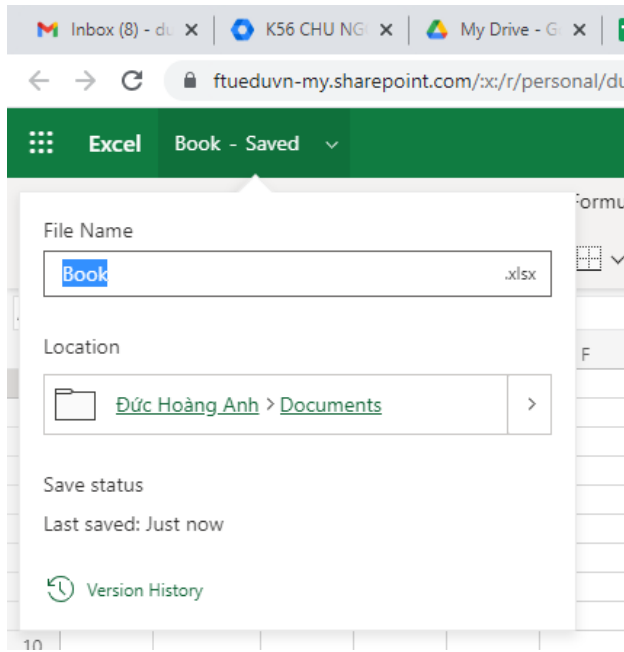 Inbox (8) - du
K56 CHU NG
My Drive - G
ftueduvn-my.sharepoint.com/:x:/r/personal/du
Excel
Book - Saved
Formu
File Name
Book
.xlsx
Location
F
Đức Hoàng Anh > Documents
Save status
Last saved: Just now
Version History
10